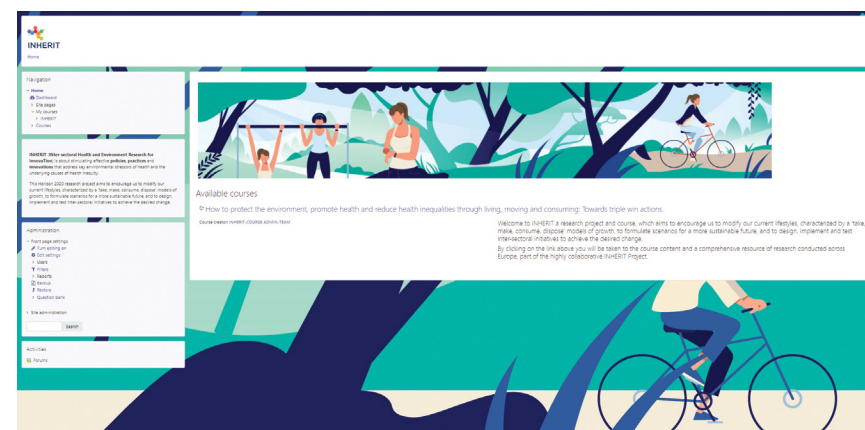 INHERIT
Home
Navigation
Home
Dashboard
Site pages
My courses
INHERIT
Courses
INHERIT (INter-sectoral Health and Environment Research for
InnovaTion) is about stimulating effective policies, practices and
innovations that address key environmental stressors of health and the
underlying causes of health inequity.
This Horizon 2020 research project aims to encourage us to modify our
current lifestyles, characterized by a 'take, make, consume, dispose' models of
growth, to formulate scenarios for a more sustainable future, and to design,
implement and test inter-sectoral initiatives to achieve the desired change.
Administration
Front page settings
Turn editing on
Edit settings
Users
Filters
Reports
Backup
Restore
Question bank
Site administration
Search
Activities
Forums
Available courses
How to protect the environment, promote health and reduce health inequalities through living, moving and consuming: Towards triple win actions.
Course creator: INHERIT-COURSE ADMIN-TEAM
Welcome to INHERIT a research project and course, which aims to encourage us to modify our current lifestyles, characterized by a 'take,
make, consume, dispose' models of growth, to formulate scenarios for a more sustainable future, and to design, implement and test
inter-sectoral initiatives to achieve the desired change.
By clicking on the link above you will be taken to the course content and a comprehensive resource of research conducted across
Europe, part of the highly collaborative INHERIT Project.